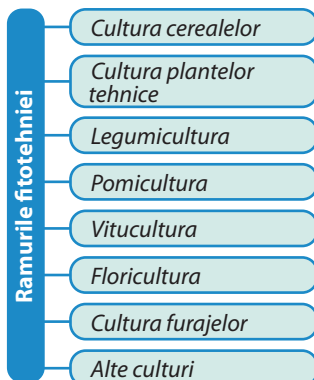 Ramurile fitotehniei
Cultura cerealelor
Cultura plantelor
tehnice
Legumicultura
Pomicultura
Vitucultura
Floricultura
Cultura furajelor
Alte culturi